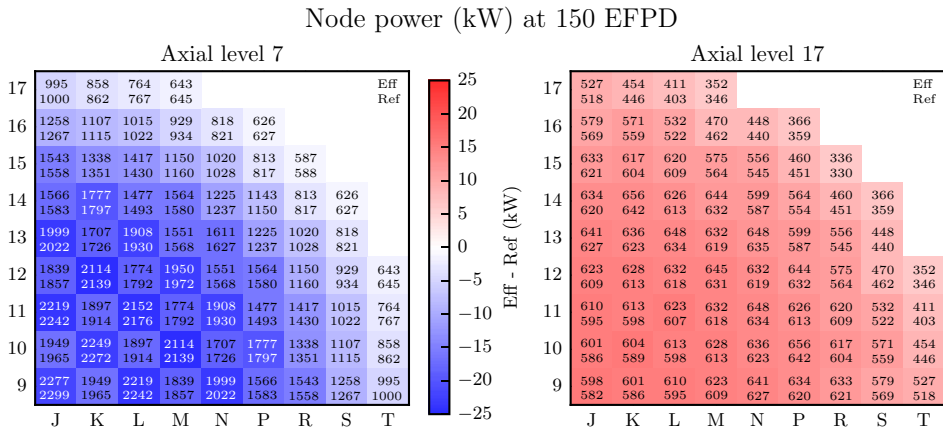 Node power (kW) at 150 EFPD
Axial level 7
Axial level 17
17 995 858 764 643 Eff
1000 862 767 645 Ref
16 1258 1107 1015 929 818 626
1267 1115 1022 934 821 627
15 1543 1338 1417 1150 1020 813 587
1558 1351 1430 1160 1028 817 588
14 1566 1777 1477 1564 1225 1143 813 626
1583 1797 1493 1580 1237 1150 817 627
13 1999 1707 1908 1551 1611 1225 1020 818
2022 1726 1930 1568 1627 1237 1028 821
12 1839 2114 1774 1950 1551 1564 1150 929 643
1857 2139 1792 1972 1568 1580 1160 934 645
11 2219 1897 2152 1774 1908 1477 1417 1015 764
2242 1914 2176 1792 1930 1493 1430 1022 767
10 1949 2249 1897 2114 1707 1777 1338 1107 858
1965 2272 1914 2139 1726 1797 1351 1115 862
9 2277 1949 2219 1839 1999 1566 1543 1258 995
2299 1965 2242 1857 2022 1583 1558 1267 1000
J K L M N P R S T
25
20
15
10
5
0
−5
−10
−15
−20
−25
Eff - Ref (kW)
17 527 454 411 352 Eff
518 446 403 346 Ref
16 579 571 532 470 448 366
569 559 522 462 440 359
15 633 617 620 575 556 460 336
621 604 609 564 545 451 330
14 634 656 626 644 599 564 460 366
620 642 613 632 587 554 451 359
13 641 636 648 632 648 599 556 448
627 623 634 619 635 587 545 440
12 623 628 632 645 632 644 575 470 352
609 613 618 631 619 632 564 462 346
11 610 613 623 632 648 626 620 532 411
595 598 607 618 634 613 609 522 403
10 601 604 613 628 636 656 617 571 454
586 589 598 613 623 642 604 559 446
9 598 601 610 623 641 634 633 579 527
582 586 595 609 627 620 621 569 518
J K L M N P R S T